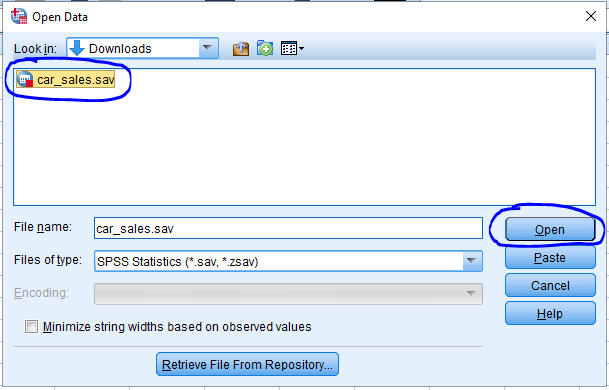 Open Data
Look in: Downloads
car_sales.sav
File name: car_sales.sav Open
Files of type: SPSS Statistics (*.sav, *.zsav) Paste
Encoding: Cancel
Minimize string widths based on observed values Help
Retrieve File From Repository...